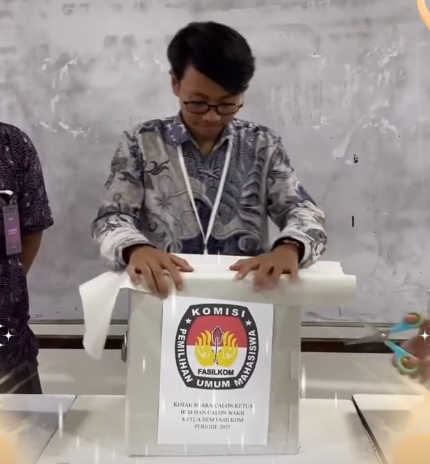 KOMISI
PEMILIHAN UMUM MAHASISWA
FASILKOM
KOTAK SUARA CALON KETUA
BEM DAN CALON WAKIL
KETUA BEM FASILKOM
PERIODE 2025